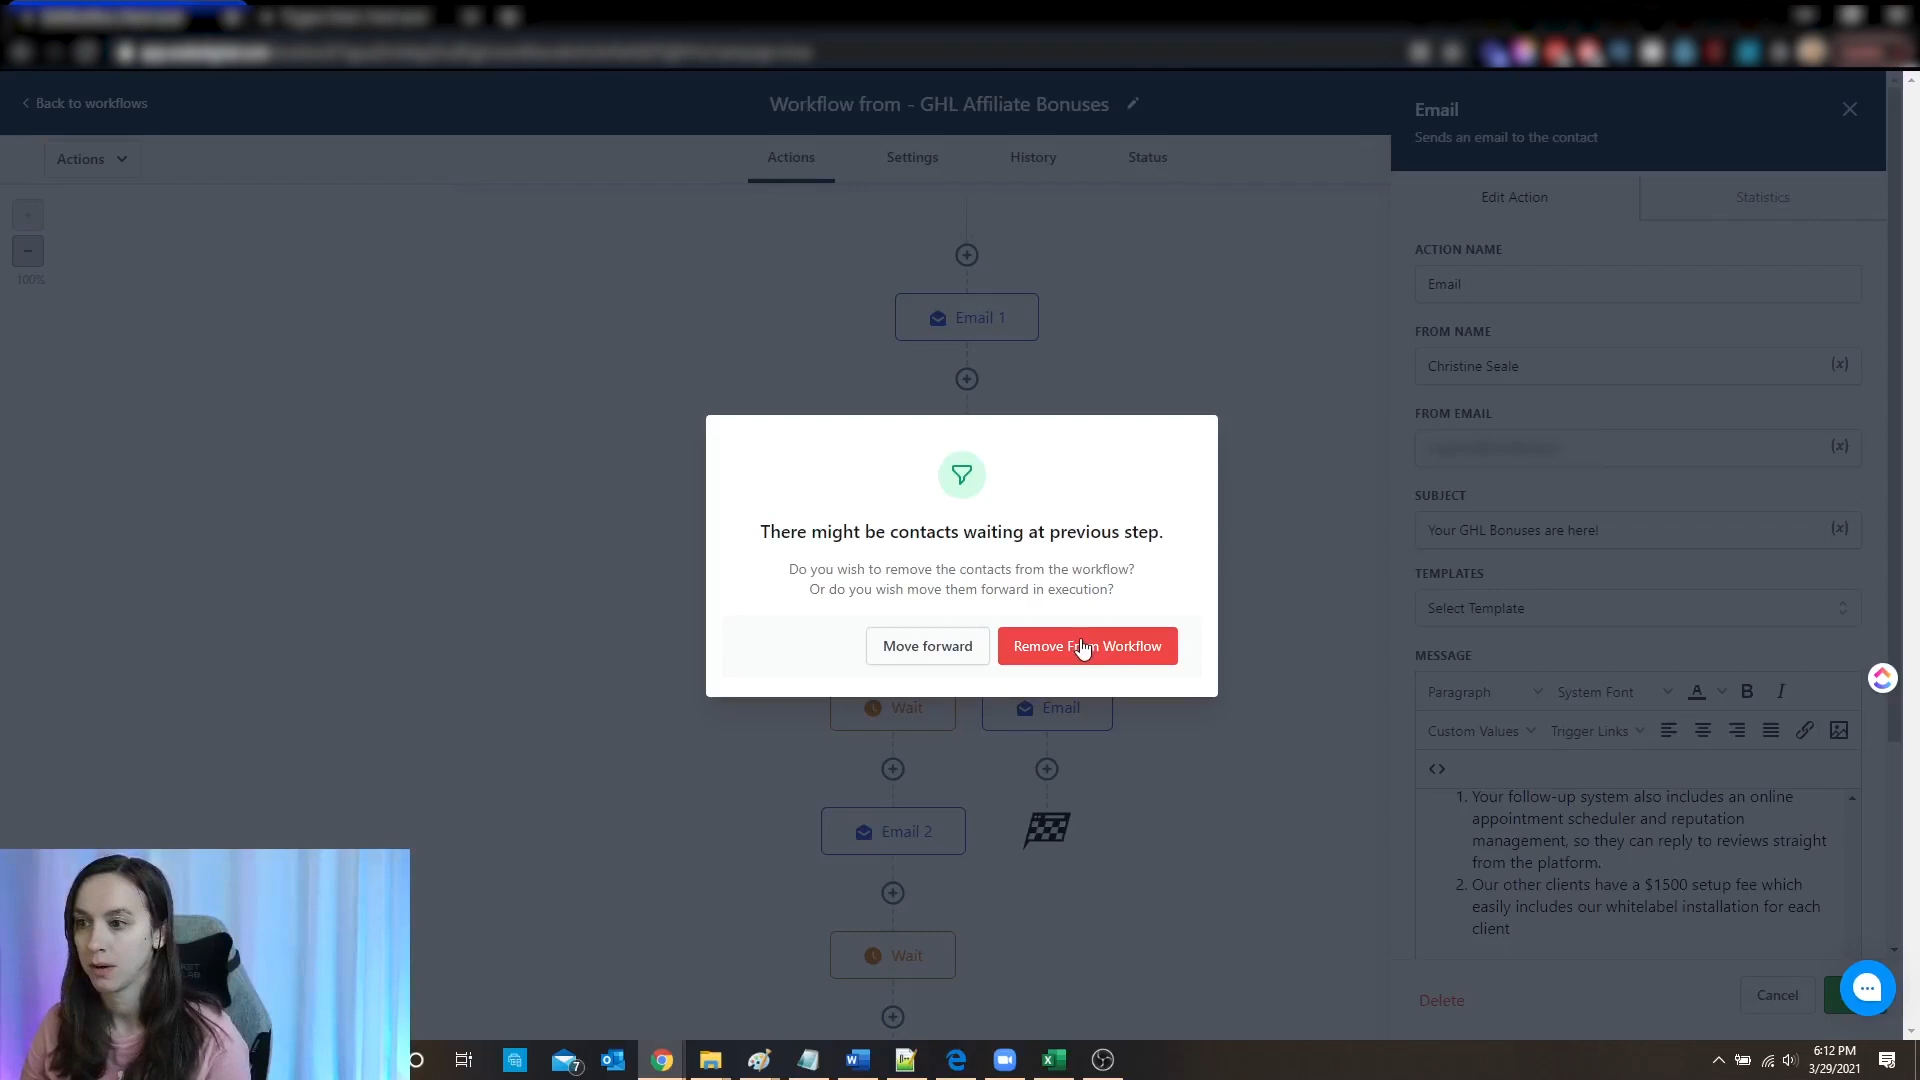 Back to workflows
Workflow from - GHL Affiliate Bonuses
Email
Sends an email to the contact
Actions
Actions
Settings
History
Status
Edit Action
Statistics
100%
ACTION NAME
Email
FROM NAME
Christine Seale
(x)
FROM EMAIL
(x)
SUBJECT
Your GHL Bonuses are here!
(x)
TEMPLATES
Select Template
MESSAGE
Paragraph
System Font
A
B
I
Custom Values
Trigger Links
1. Your follow-up system also includes an online
appointment scheduler and reputation
management, so they can reply to reviews straight
from the platform.
2. Our other clients have a $1500 setup fee which
easily includes our whitelabel installation for each
client
Delete
Cancel
Email 1
There might be contacts waiting at previous step.
Do you wish to remove the contacts from the workflow?
Or do you wish move them forward in execution?
Move forward
Remove From Workflow
Wait
Email
Email 2
Wait
7
6:12 PM
3/29/2021